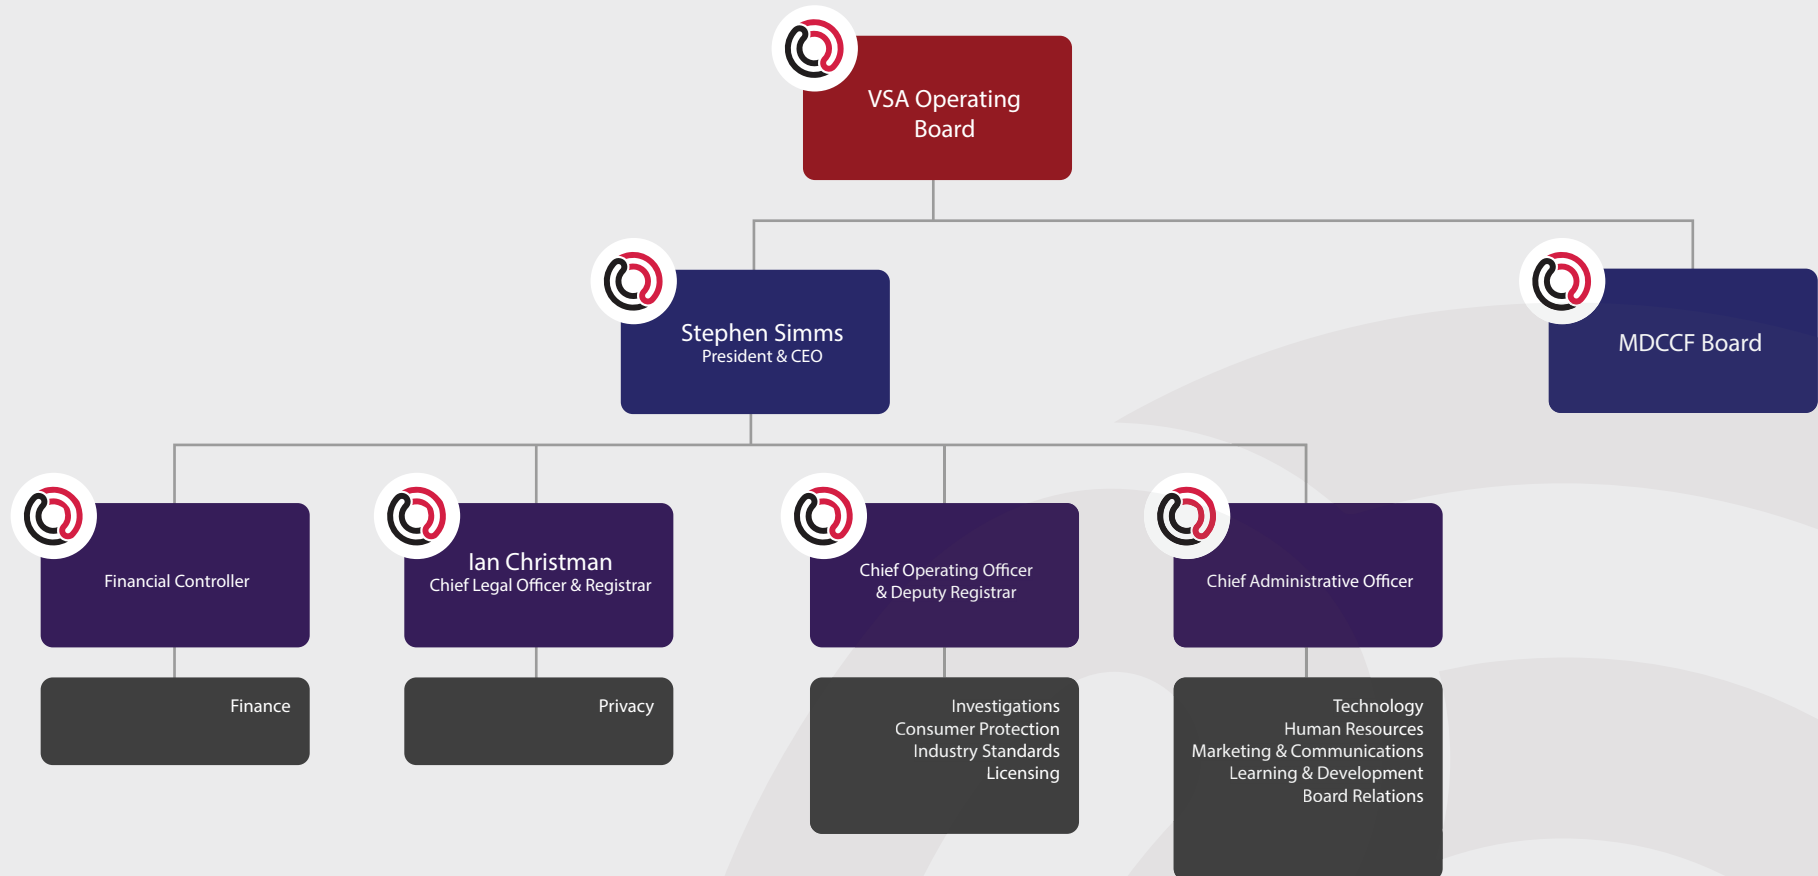 VSA Operating
Board
Stephen Simms
President & CEO
MDCCF Board
Financial Controller
Ian Christman
Chief Legal Officer & Registrar
Chief Operating Officer
& Deputy Registrar
Chief Administrative Officer
Finance
Privacy
Investigations
Consumer Protection
Industry Standards
Licensing
Technology
Human Resources
Marketing & Communications
Learning & Development
Board Relations